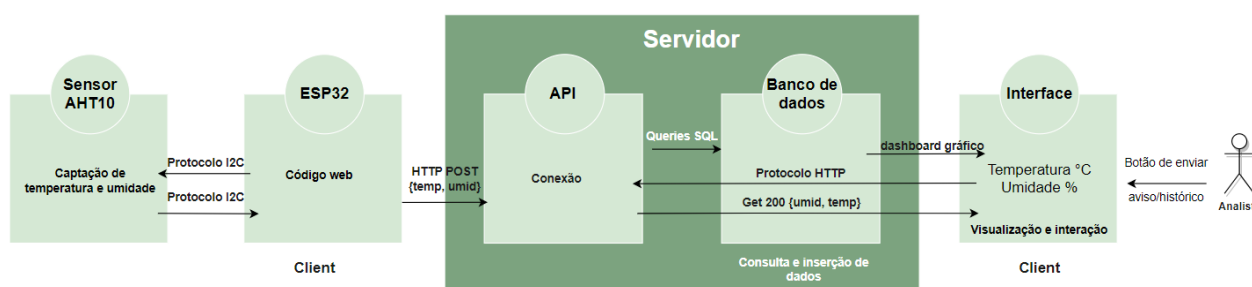 Servidor
Sensor
AHT10
ESP32
API
Banco de
dados
Interface
Captação de
temperatura e umidade
Protocolo I2C
Protocolo I2C
Código web
HTTP POST
{temp, umid}
Conexão
Queries SQL
dashboard gráfico
Protocolo HTTP
Get 200 {umid, temp}
Temperatura °C
Umidade %
Visualização e interação
Botão de enviar
aviso/histórico
Analist
Client
Consulta e inserção de
dados
Client